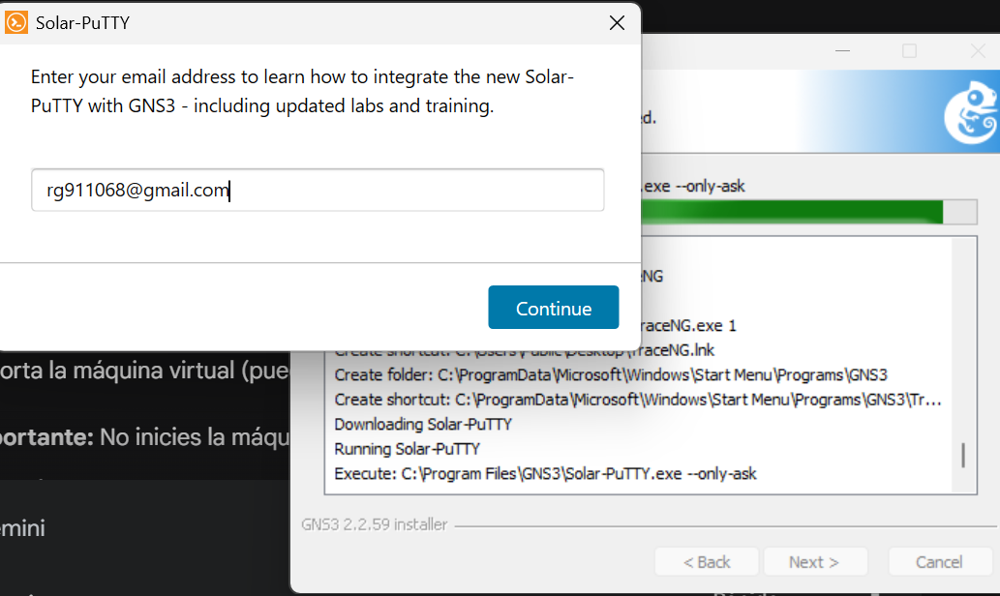 Solar-PuTTY
Enter your email address to learn how to integrate the new Solar-
PuTTY with GNS3 - including updated labs and training.
rg911068@gmail.com
Continue
ed.
.exe --only-ask
NG
raceNG.exe 1
Create shortcut: C:\Users\Public\Desktop\TraceNG.lnk
Create folder: C:\ProgramData\Microsoft\Windows\Start Menu\Programs\GNS3
Create shortcut: C:\ProgramData\Microsoft\Windows\Start Menu\Programs\GNS3\Tr...
Downloading Solar-PuTTY
Running Solar-PuTTY
Execute: C:\Program Files\GNS3\Solar-PuTTY.exe --only-ask
GNS3 2.2.59 installer
< Back
Next >
Cancel
orta la máquina virtual (pue
portante: No inicies la máqu
emini